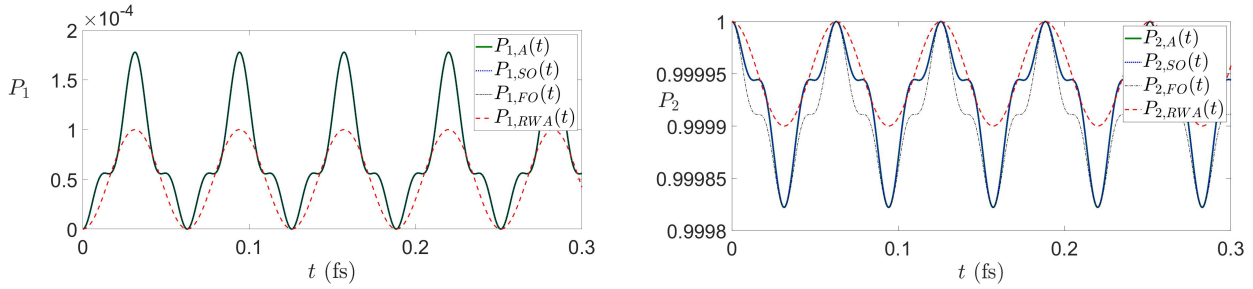 ×10⁻⁴
2
1.5
1
0.5
0
P₁
0
0.1
0.2
0.3
t (fs)
P₁,A(t)
P₁,SO(t)
P₁,FO(t)
P₁,RWA(t)
1
0.99995
0.9999
0.99985
0.9998
P₂
0
0.1
0.2
0.3
t (fs)
P₂,A(t)
P₂,SO(t)
P₂,FO(t)
P₂,RWA(t)